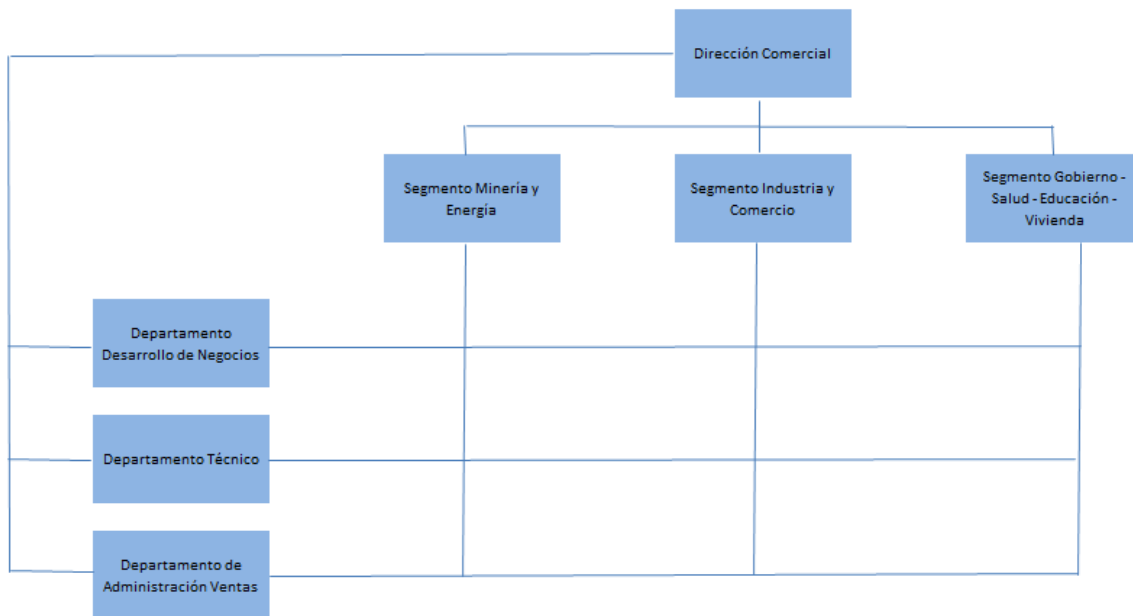 Dirección Comercial
Segmento Minería y
Energía
Segmento Industria y
Comercio
Segmento Gobierno -
Salud - Educación -
Vivienda
Departamento
Desarrollo de Negocios
Departamento Técnico
Departamento de
Administración Ventas